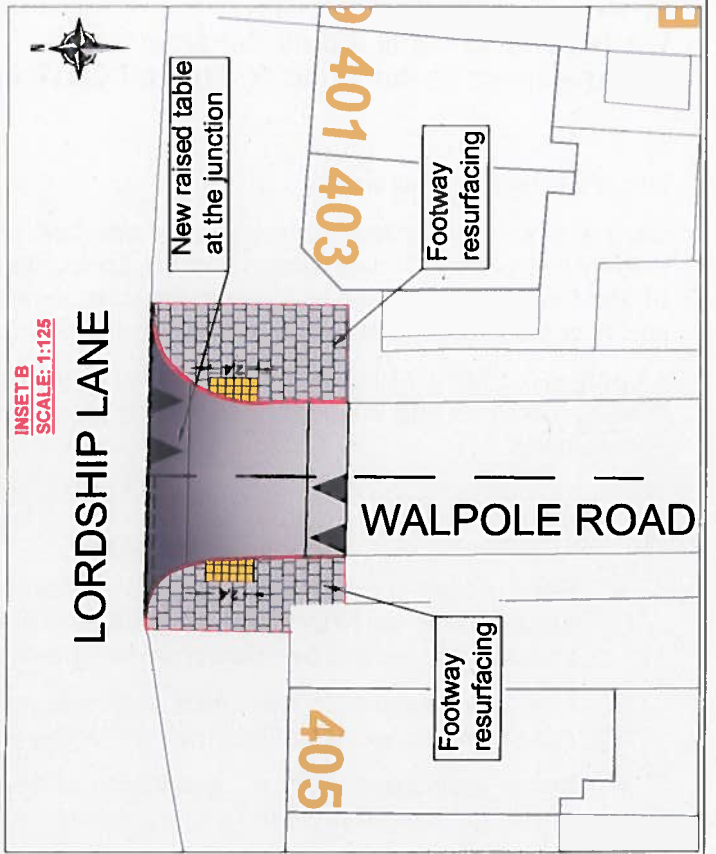 N
INSET B
SCALE: 1:125
LORDSHIP LANE
New raised table
at the junction
401
403
Footway
resurfacing
WALPOLE ROAD
Footway
resurfacing
405